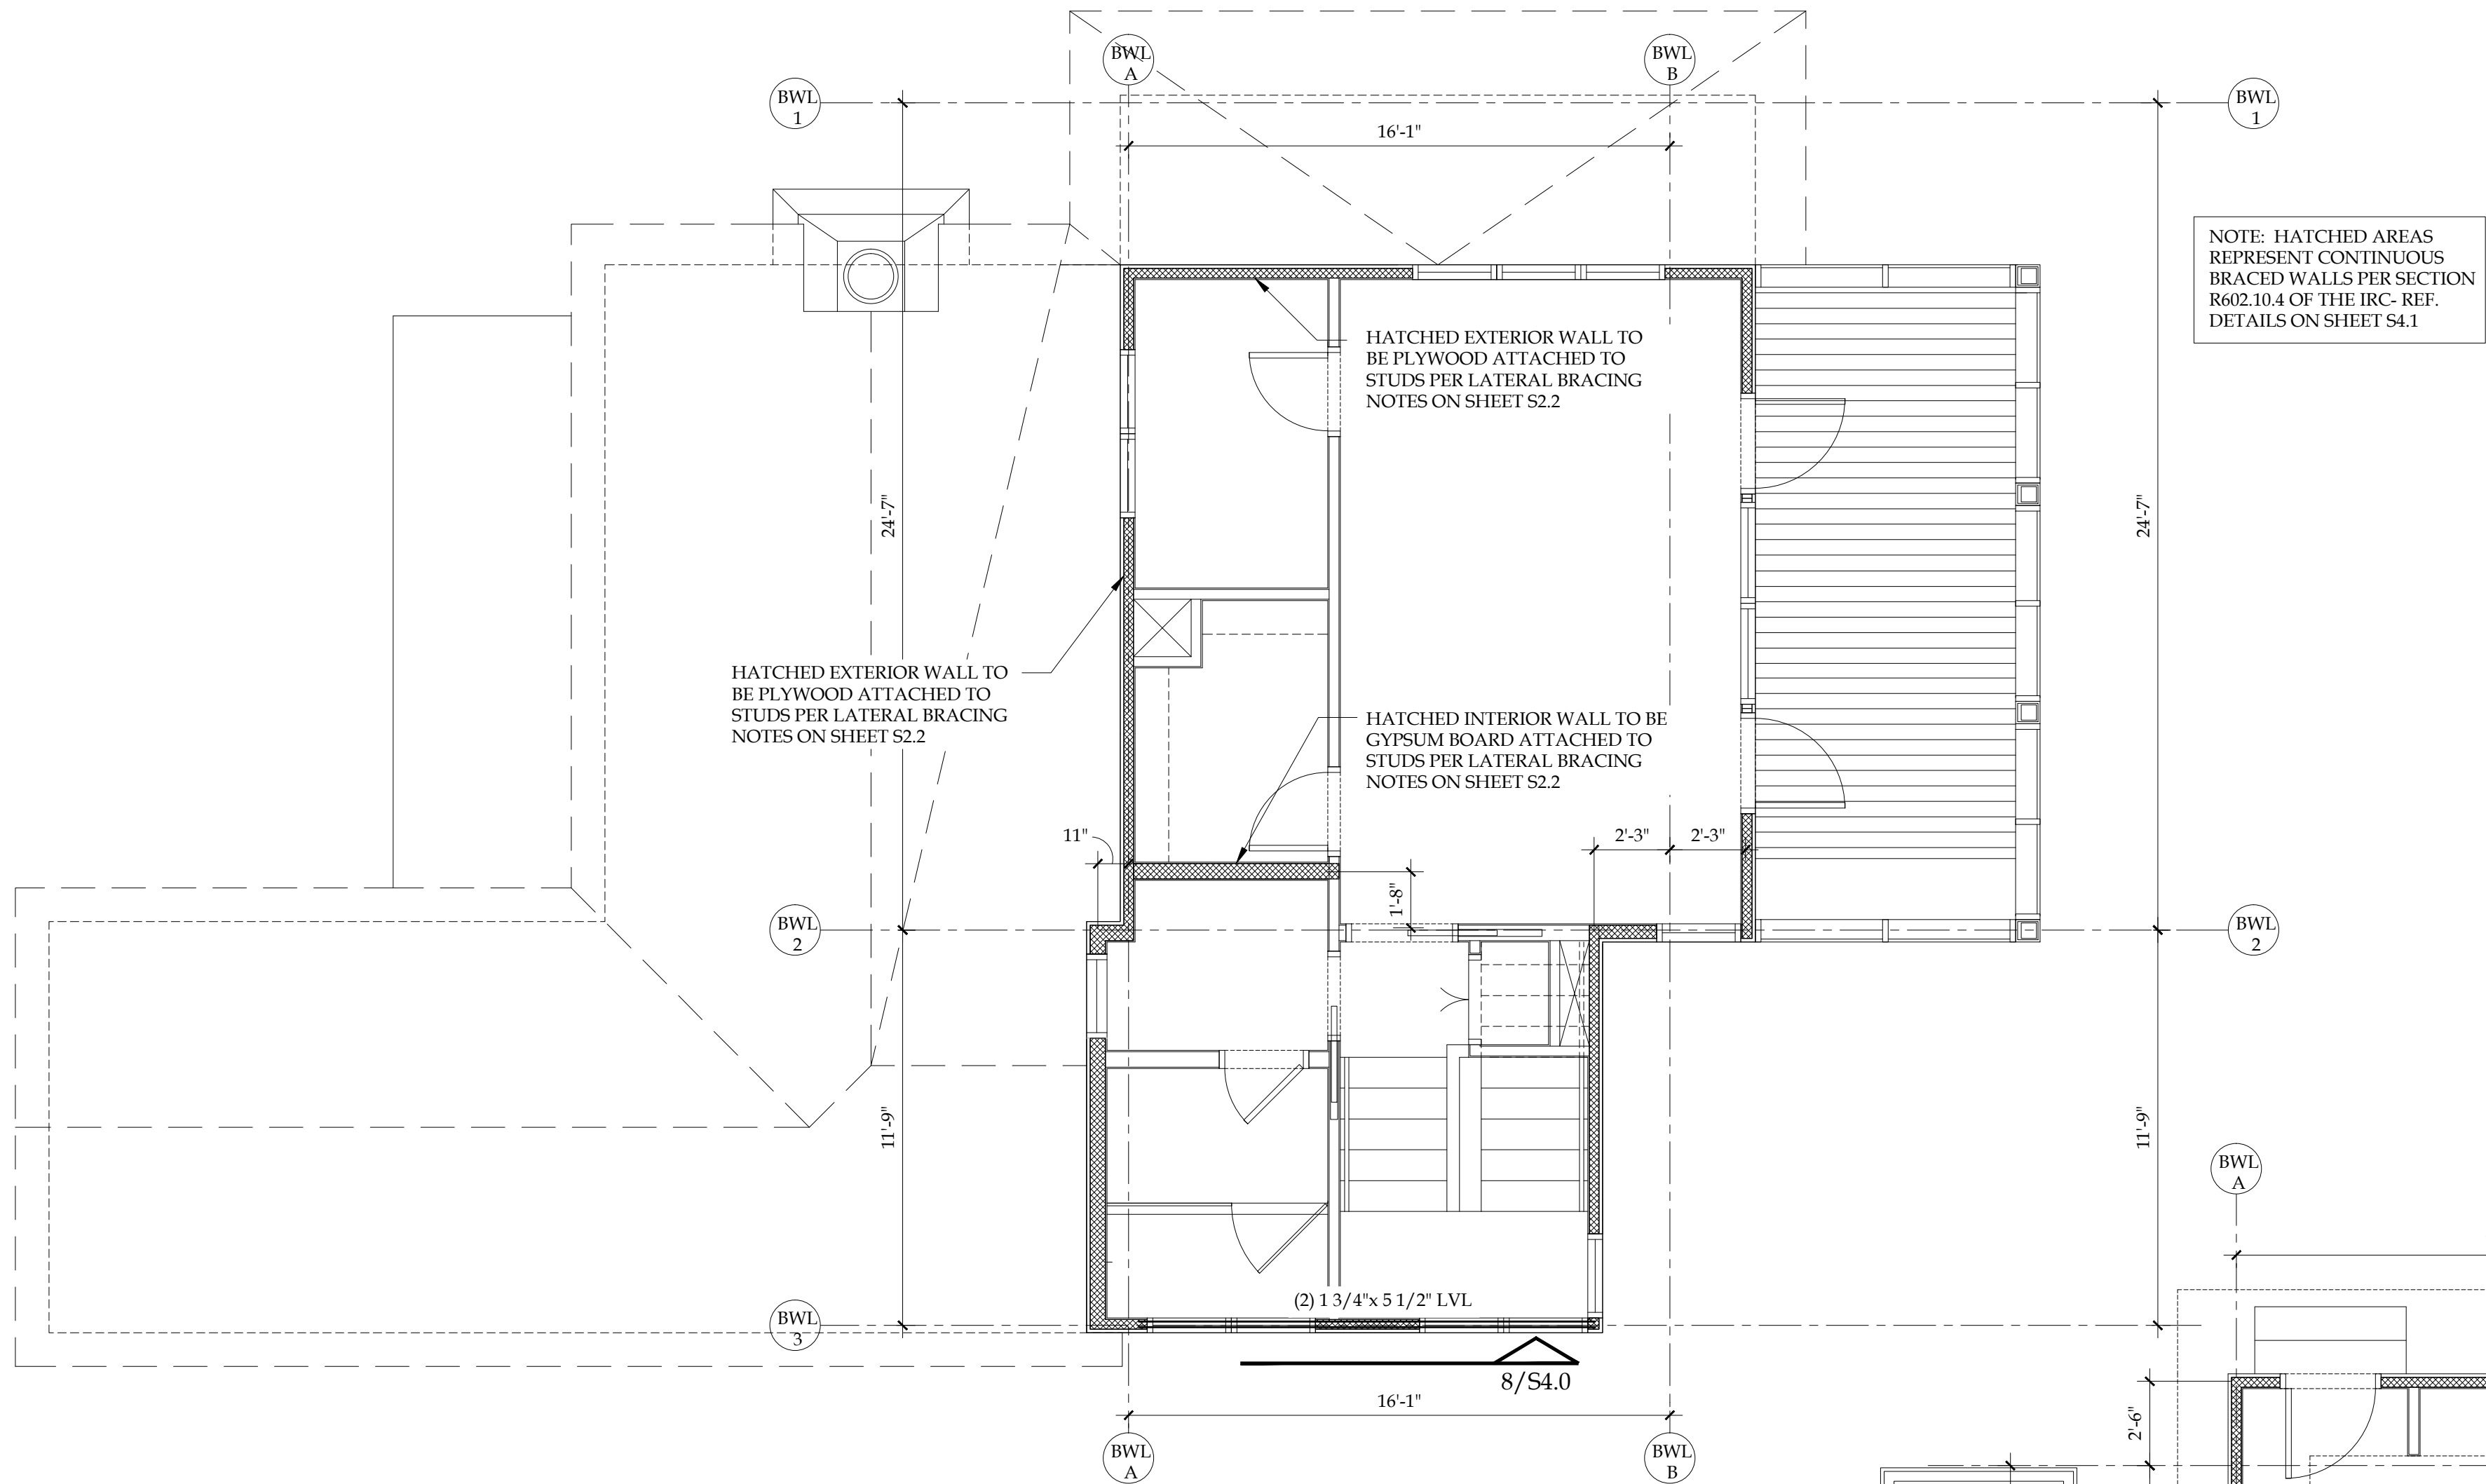 BWL
A
BWL
B
BWL
1
BWL
1
16'-1"
NOTE: HATCHED AREAS
REPRESENT CONTINUOUS
BRACED WALLS PER SECTION
R602.10.4 OF THE IRC- REF.
DETAILS ON SHEET S4.1
HATCHED EXTERIOR WALL TO
BE PLYWOOD ATTACHED TO
STUDS PER LATERAL BRACING
NOTES ON SHEET S2.2
24'-7"
24'-7"
HATCHED EXTERIOR WALL TO
BE PLYWOOD ATTACHED TO
STUDS PER LATERAL BRACING
NOTES ON SHEET S2.2
HATCHED INTERIOR WALL TO BE
GYPSUM BOARD ATTACHED TO
STUDS PER LATERAL BRACING
NOTES ON SHEET S2.2
11"
2'-3"
2'-3"
1'-8"
BWL
2
BWL
2
11'-9"
11'-9"
BWL
A
(2) 1 3/4"x 5 1/2" LVL
BWL
3
8/S4.0
16'-1"
2'-6"
BWL
A
BWL
B